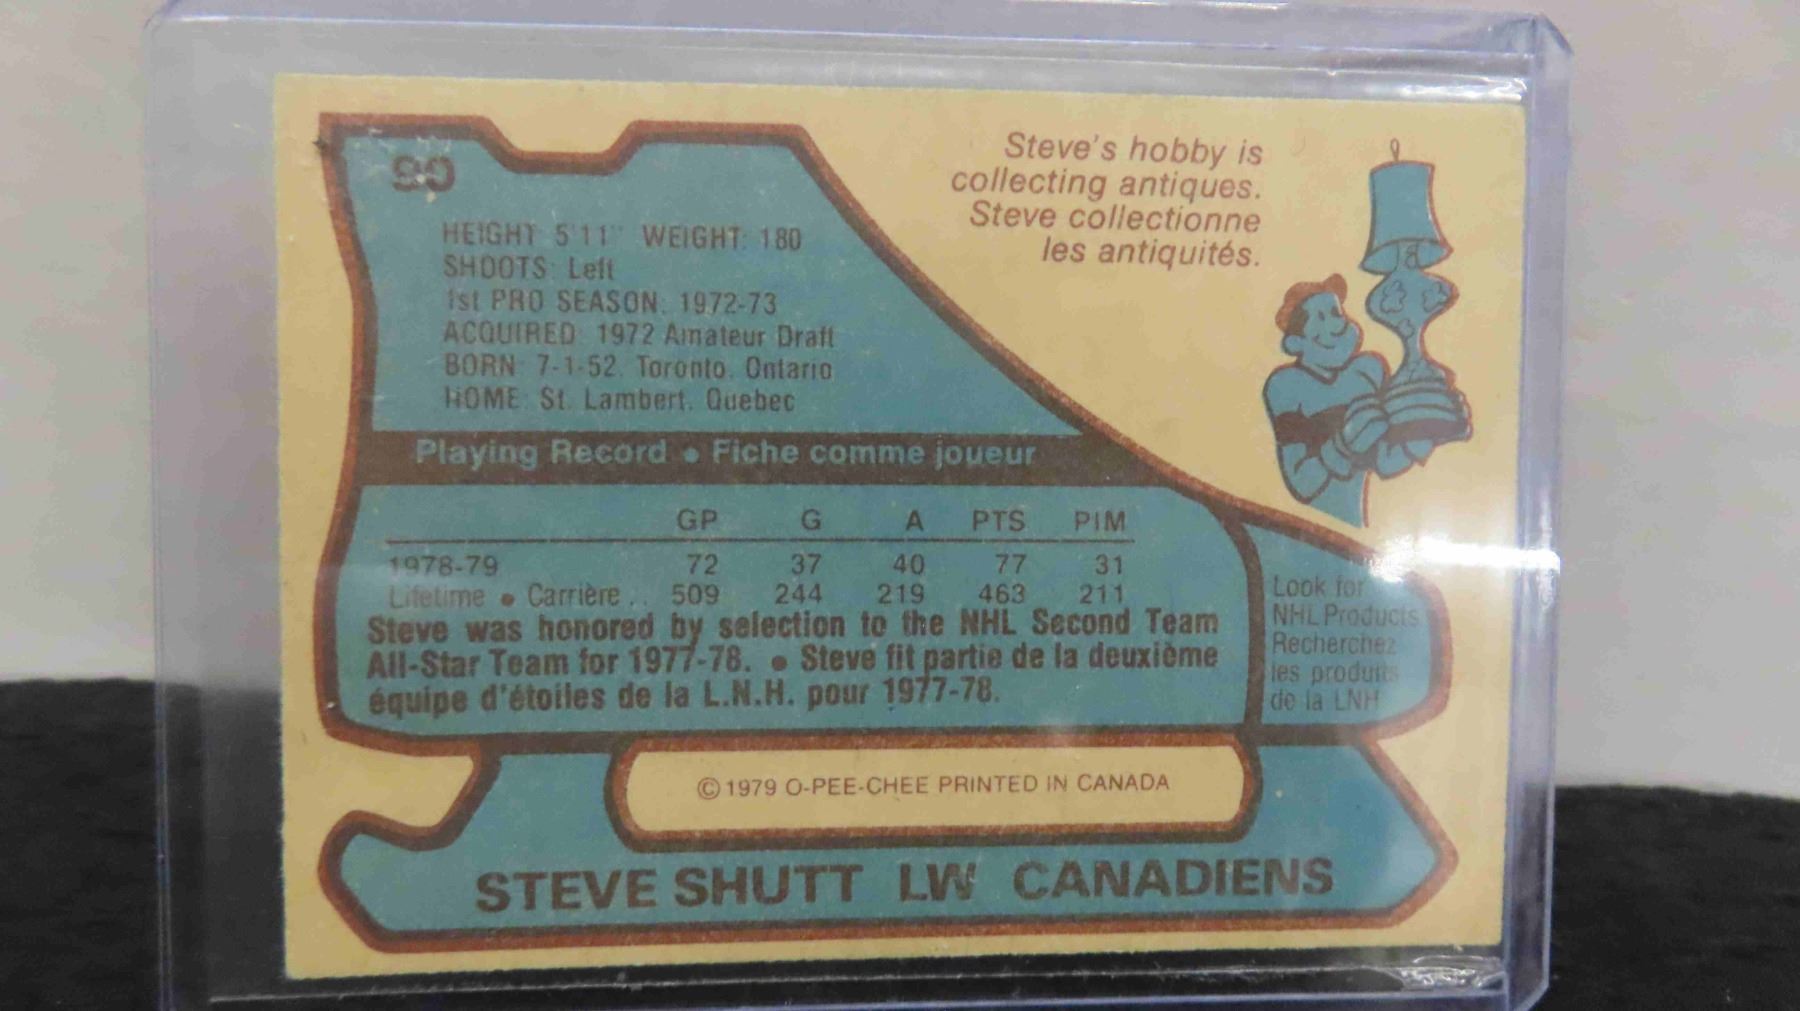 90
HEIGHT 5'11" WEIGHT: 180
SHOOTS: Left
1st PRO SEASON: 1972-73
ACQUIRED: 1972 Amateur Draft
BORN: 7-1-52, Toronto, Ontario
HOME: St. Lambert, Quebec
Steve's hobby is
collecting antiques.
Steve collectionne
les antiquités.
Playing Record • Fiche comme joueur
GP G A PTS PIM
1978-79 72 37 40 77 31
Lifetime • Carrière .. 509 244 219 463 211
Steve was honored by selection to the NHL Second Team
All-Star Team for 1977-78. • Steve fit partie de la deuxième
équipe d'étoiles de la L.N.H. pour 1977-78.
Look for
NHL Products
Recherchez
les produits
de la LNH
© 1979 O-PEE-CHEE PRINTED IN CANADA
STEVE SHUTT LW CANADIENS